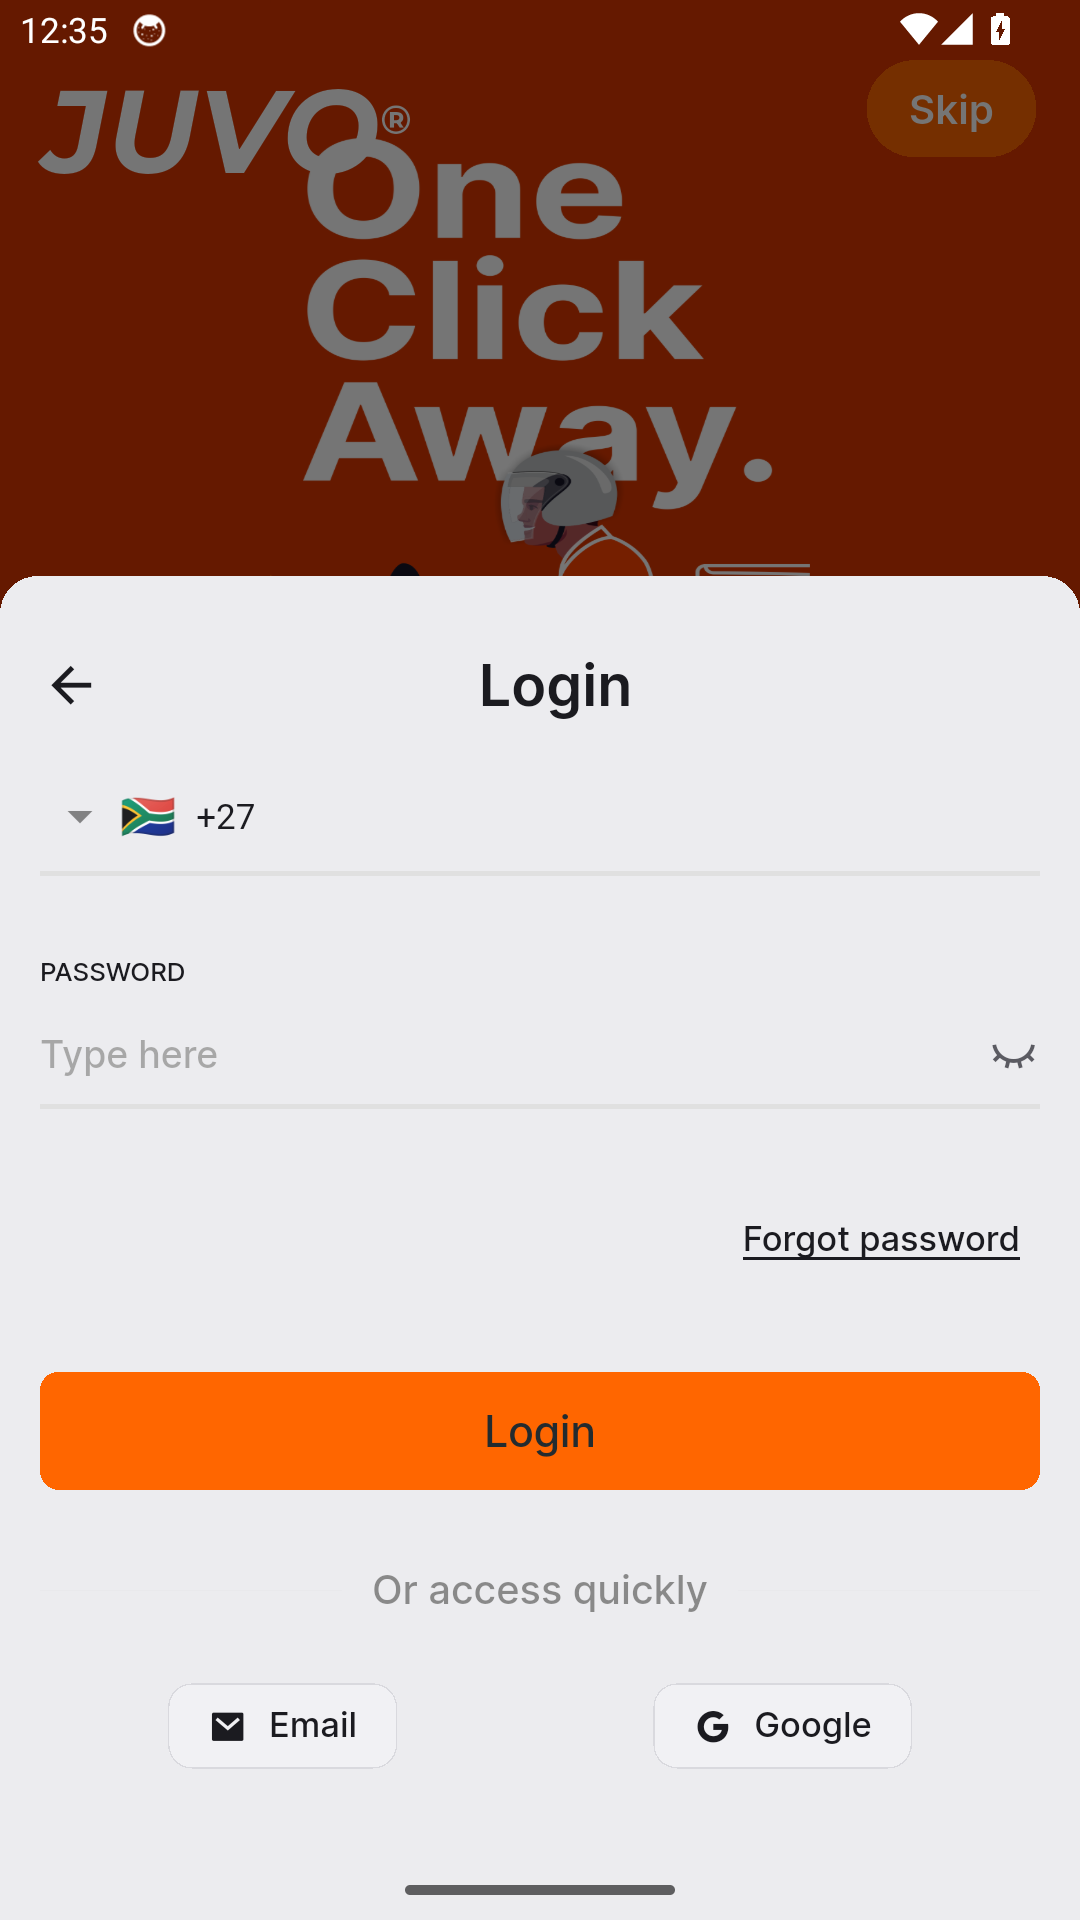 12:35
JUVO®
Skip
One
Click
Away.
Login
+27
PASSWORD
Type here
Forgot password
Login
Or access quickly
Email
Google